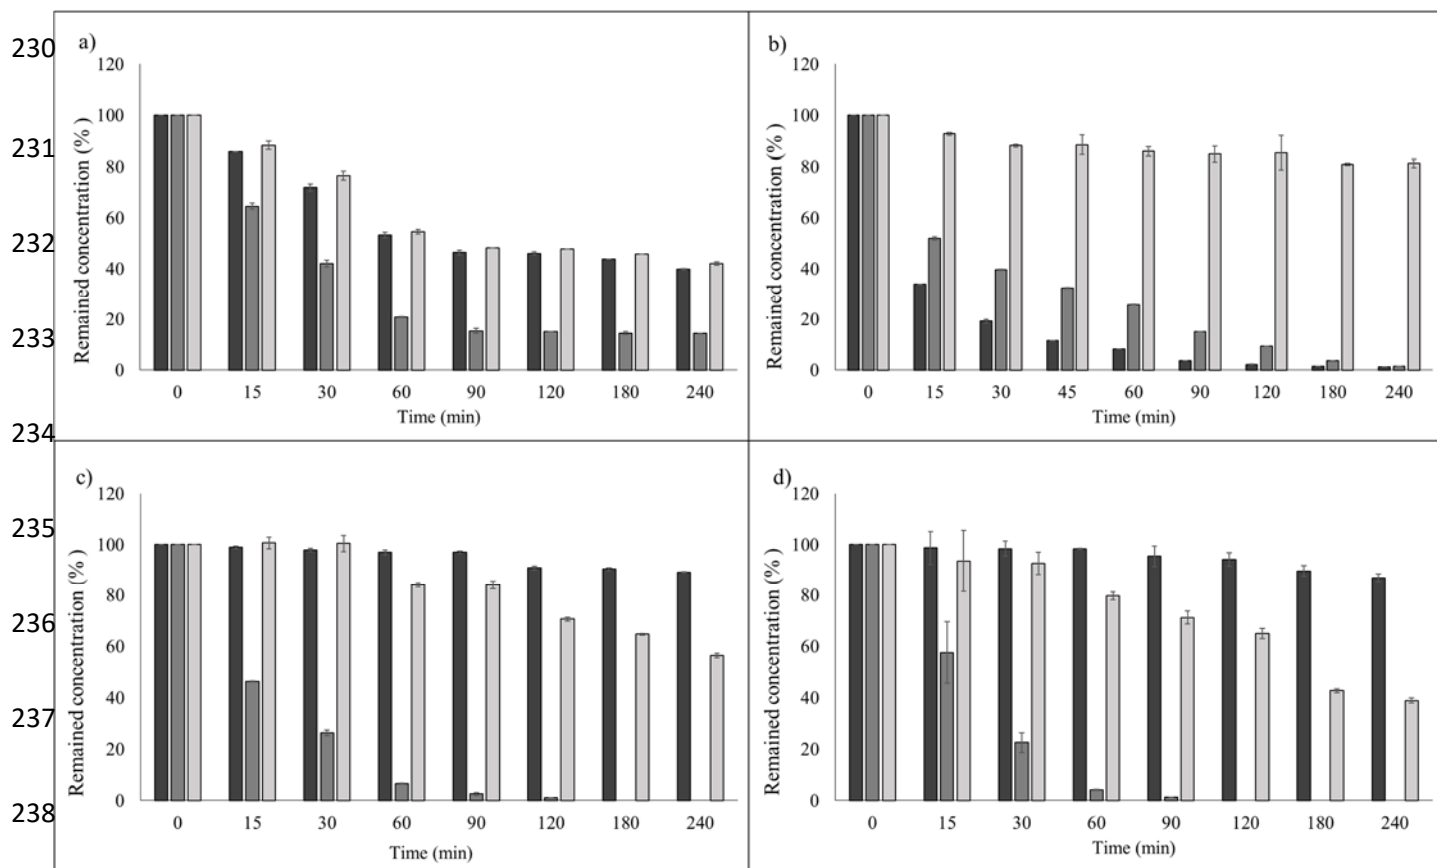 230
231
232
233
234
235
236
237
238
a)
Remained concentration (% )
120
100
80
60
40
20
0
0 15 30 60 90 120 180 240
Time (min)
b)
Remained concentration (% )
120
100
80
60
40
20
0
0 15 30 45 60 90 120 180 240
Time (min)
c)
Remained concentration (% )
120
100
80
60
40
20
0
0 15 30 60 90 120 180 240
Time (min)
d)
Remained concentration (% )
120
100
80
60
40
20
0
0 15 30 60 90 120 180 240
Time (min)